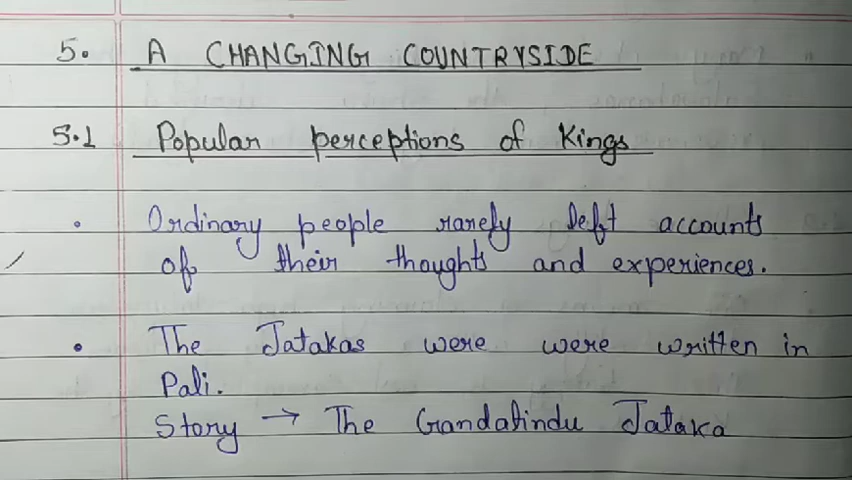 5. A CHANGING COUNTRYSIDE
5.1 Popular perceptions of Kings
• Ordinary people rarely left accounts
of their thoughts and experiences.
• The Jatakas were were written in
Pali.
Story → The Gandatindu Jataka